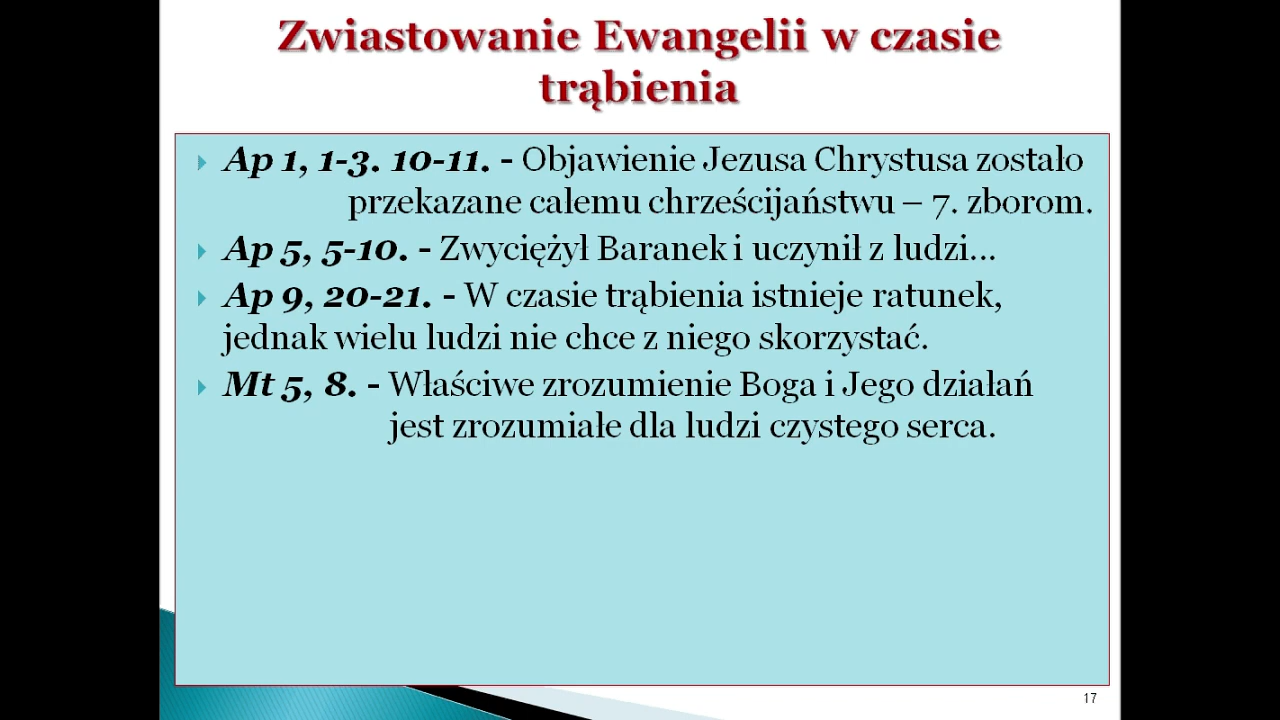 Zwiastowanie Ewangelii w czasie
trąbienia
Ap 1, 1-3. 10-11. - Objawienie Jezusa Chrystusa zostało
przekazane całemu chrześcijaństwu – 7. zborom.
Ap 5, 5-10. - Zwyciężył Baranek i uczynił z ludzi...
Ap 9, 20-21. - W czasie trąbienia istnieje ratunek,
jednak wielu ludzi nie chce z niego skorzystać.
Mt 5, 8. - Właściwe zrozumienie Boga i Jego działań
jest zrozumiałe dla ludzi czystego serca.
17